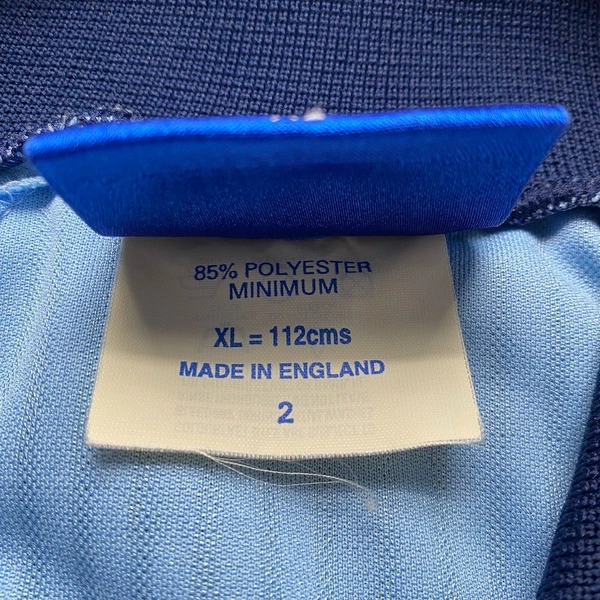 85% POLYESTER
MINIMUM
XL = 112cms
MADE IN ENGLAND
2